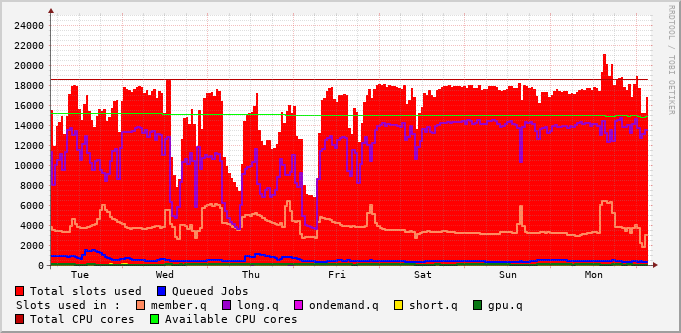 RRDTOOL / TOBI OETIKER
24000
22000
20000
18000
16000
14000
12000
10000
8000
6000
4000
2000
0
Tue Wed Thu Fri Sat Sun Mon
Total slots used Queued Jobs
Slots used in : member.q long.q ondemand.q short.q gpu.q
Total CPU cores Available CPU cores